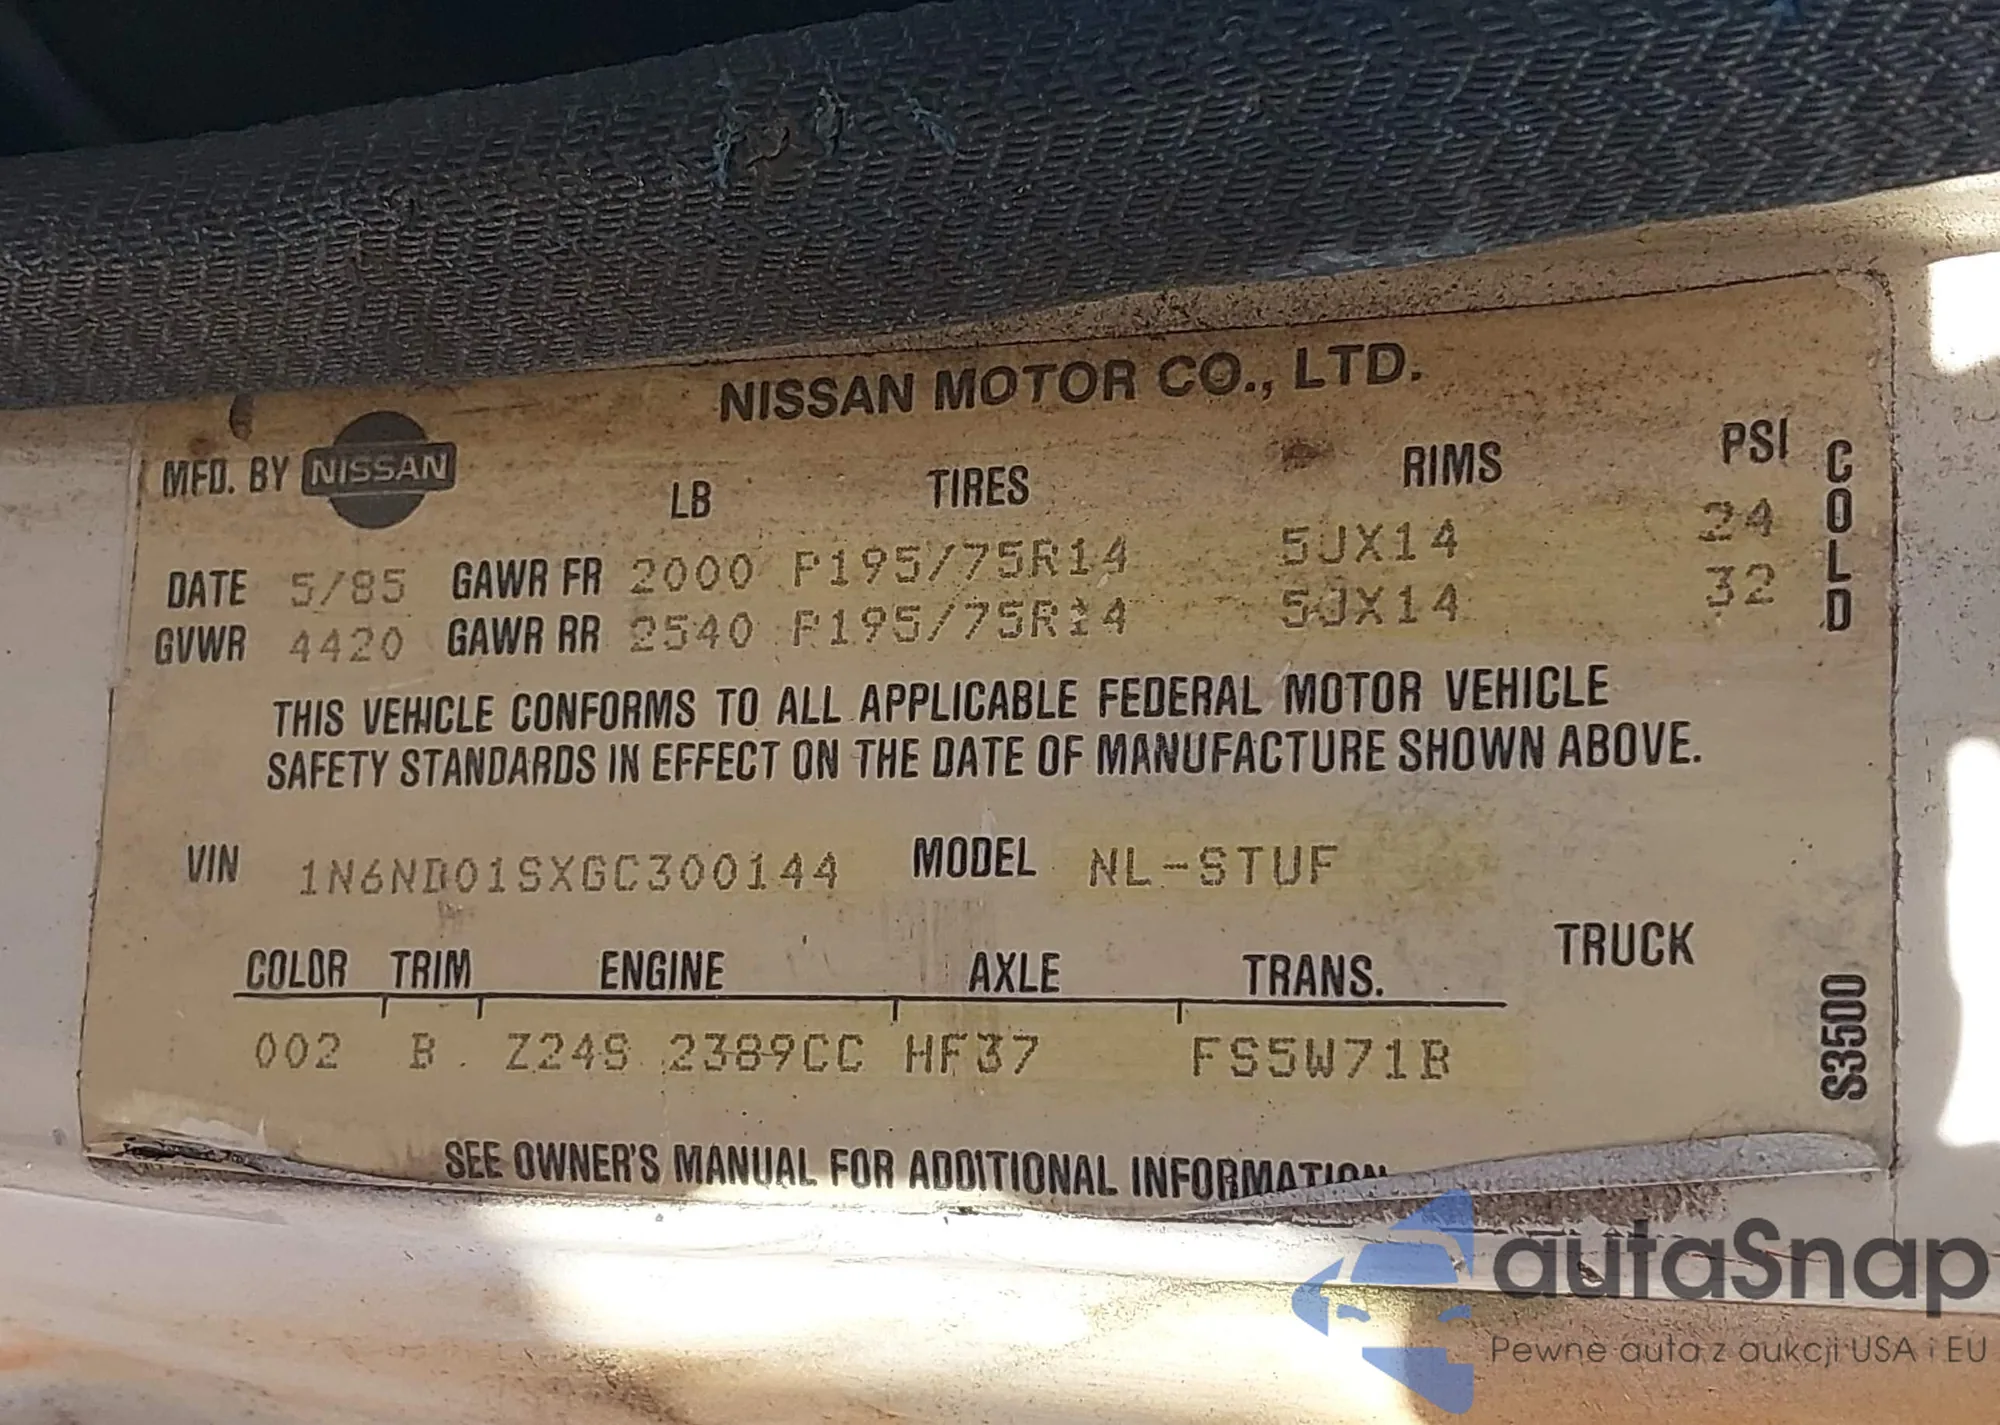 NISSAN MOTOR CO., LTD.
MFD. BY NISSAN LB TIRES RIMS PSI COLD
DATE 5/85 GAWR FR 2000 P195/75R14 5JX14 24
GVWR 4420 GAWR RR 2540 P195/75R14 5JX14 32
THIS VEHICLE CONFORMS TO ALL APPLICABLE FEDERAL MOTOR VEHICLE
SAFETY STANDARDS IN EFFECT ON THE DATE OF MANUFACTURE SHOWN ABOVE.
VIN 1N6ND01SXGC300144 MODEL NL-STUF
TRUCK
COLOR TRIM ENGINE AXLE TRANS.
002 B Z24S 2389CC HF37 FS5W71B
S3500
SEE OWNER'S MANUAL FOR ADDITIONAL INFORMATION
autaSnap
Pewne auta z aukcji USA i EU